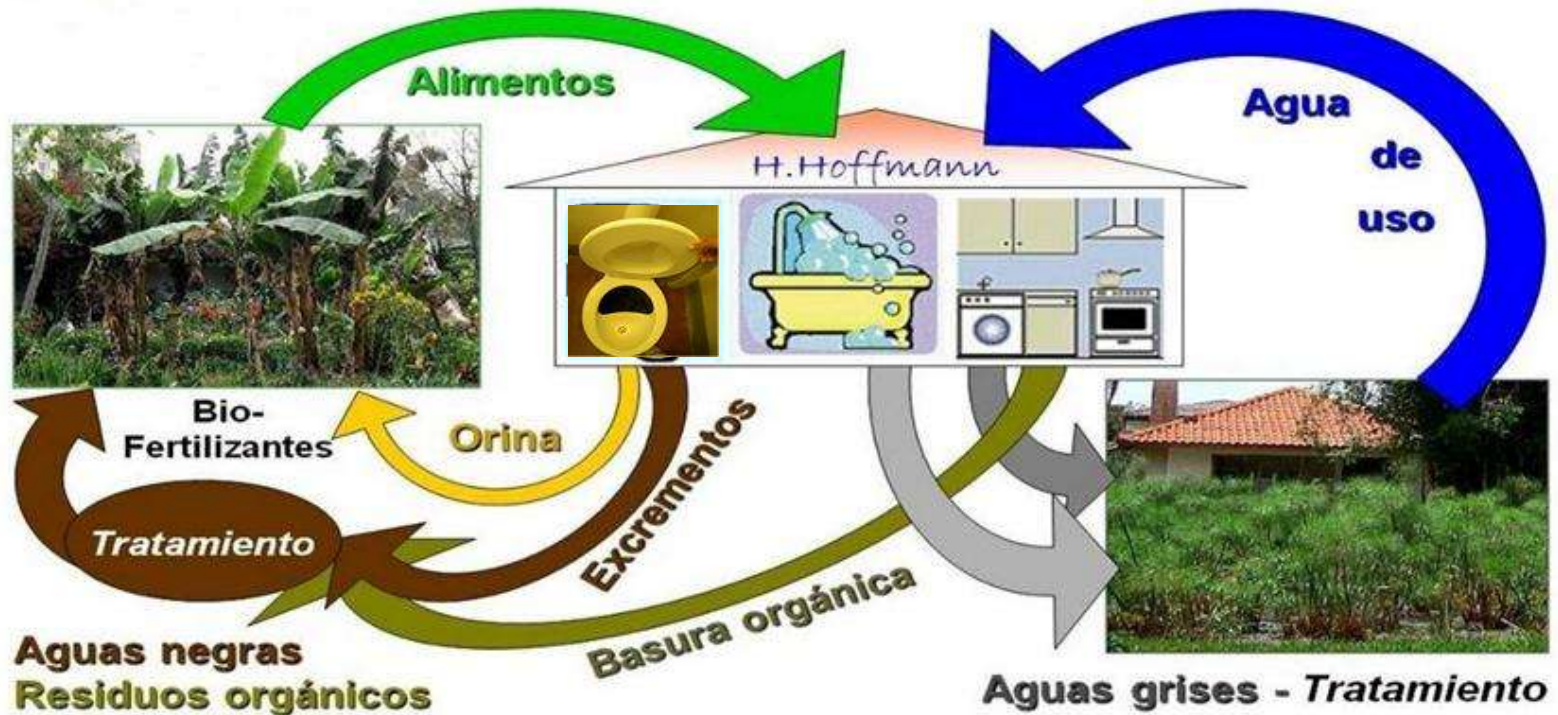 Alimentos
Agua
de
uso
H.Hoffmann
Bio-
Fertilizantes
Orina
Excrementos
Tratamiento
Basura orgánica
Aguas negras
Residuos orgánicos
Aguas grises - Tratamiento